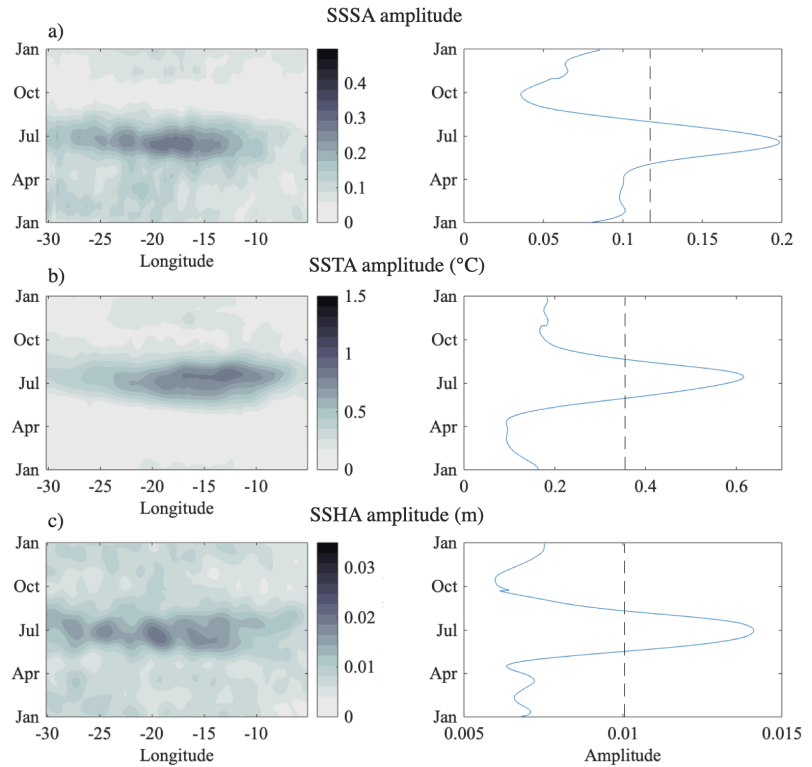 SSSA amplitude
a)
Jan
Oct
Jul
Apr
Jan
-30 -25 -20 -15 -10
Longitude
0.4
0.3
0.2
0.1
0
Jan
Oct
Jul
Apr
Jan
0 0.05 0.1 0.15 0.2
SSTA amplitude (°C)
b)
Jan
Oct
Jul
Apr
Jan
-30 -25 -20 -15 -10
Longitude
1.5
1
0.5
0
Jan
Oct
Jul
Apr
Jan
0 0.2 0.4 0.6
SSHA amplitude (m)
c)
Jan
Oct
Jul
Apr
Jan
-30 -25 -20 -15 -10
Longitude
0.03
0.02
0.01
0
Jan
Oct
Jul
Apr
Jan
0.005 0.01 0.015
Amplitude